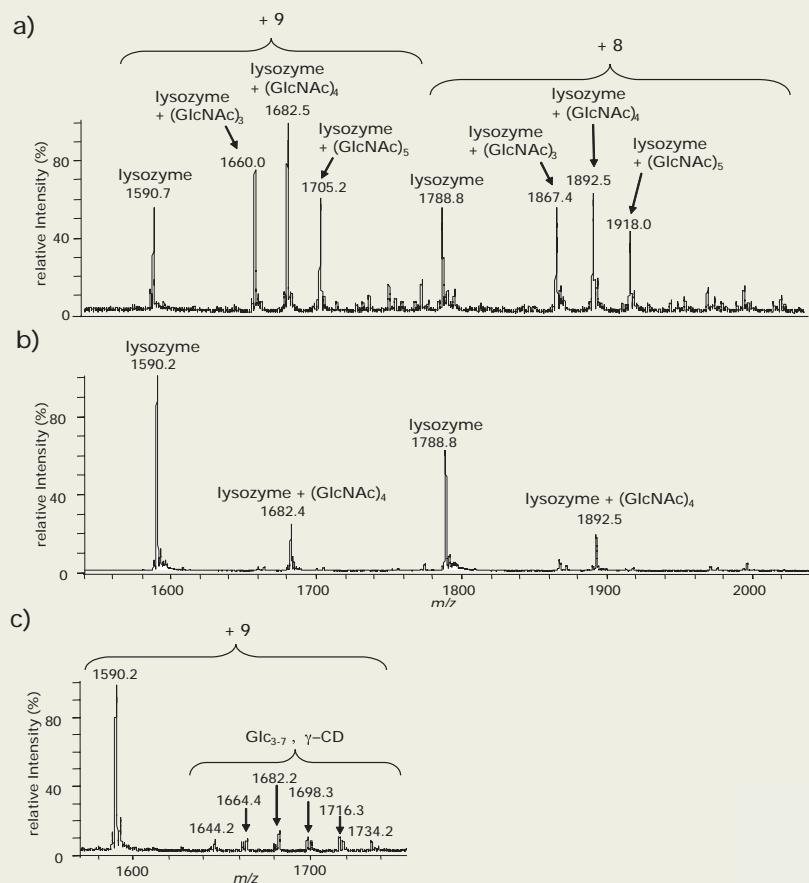 a)
+ 9
+ 8
lysozyme
+ (GlcNAc)4
1682.5
lysozyme
+ (GlcNAc)3
1660.0
lysozyme
+ (GlcNAc)5
1705.2
lysozyme
1590.7
lysozyme
+ (GlcNAc)4
1892.5
lysozyme
+ (GlcNAc)3
1867.4
lysozyme
+ (GlcNAc)5
1918.0
lysozyme
1788.8
relative Intensity (%)
80
40
0
b)
lysozyme
1590.2
lysozyme
1788.8
lysozyme + (GlcNAc)4
1682.4
lysozyme + (GlcNAc)4
1892.5
relative Intensity (%)
80
40
0
1600 1700 1800 1900 2000
m/z
c)
+ 9
1590.2
Glc3-7 , γ–CD
1682.2
1664.4
1698.3
1644.2
1716.3
1734.2
relative Intensity (%)
80
40
0
1600 1700
m/z